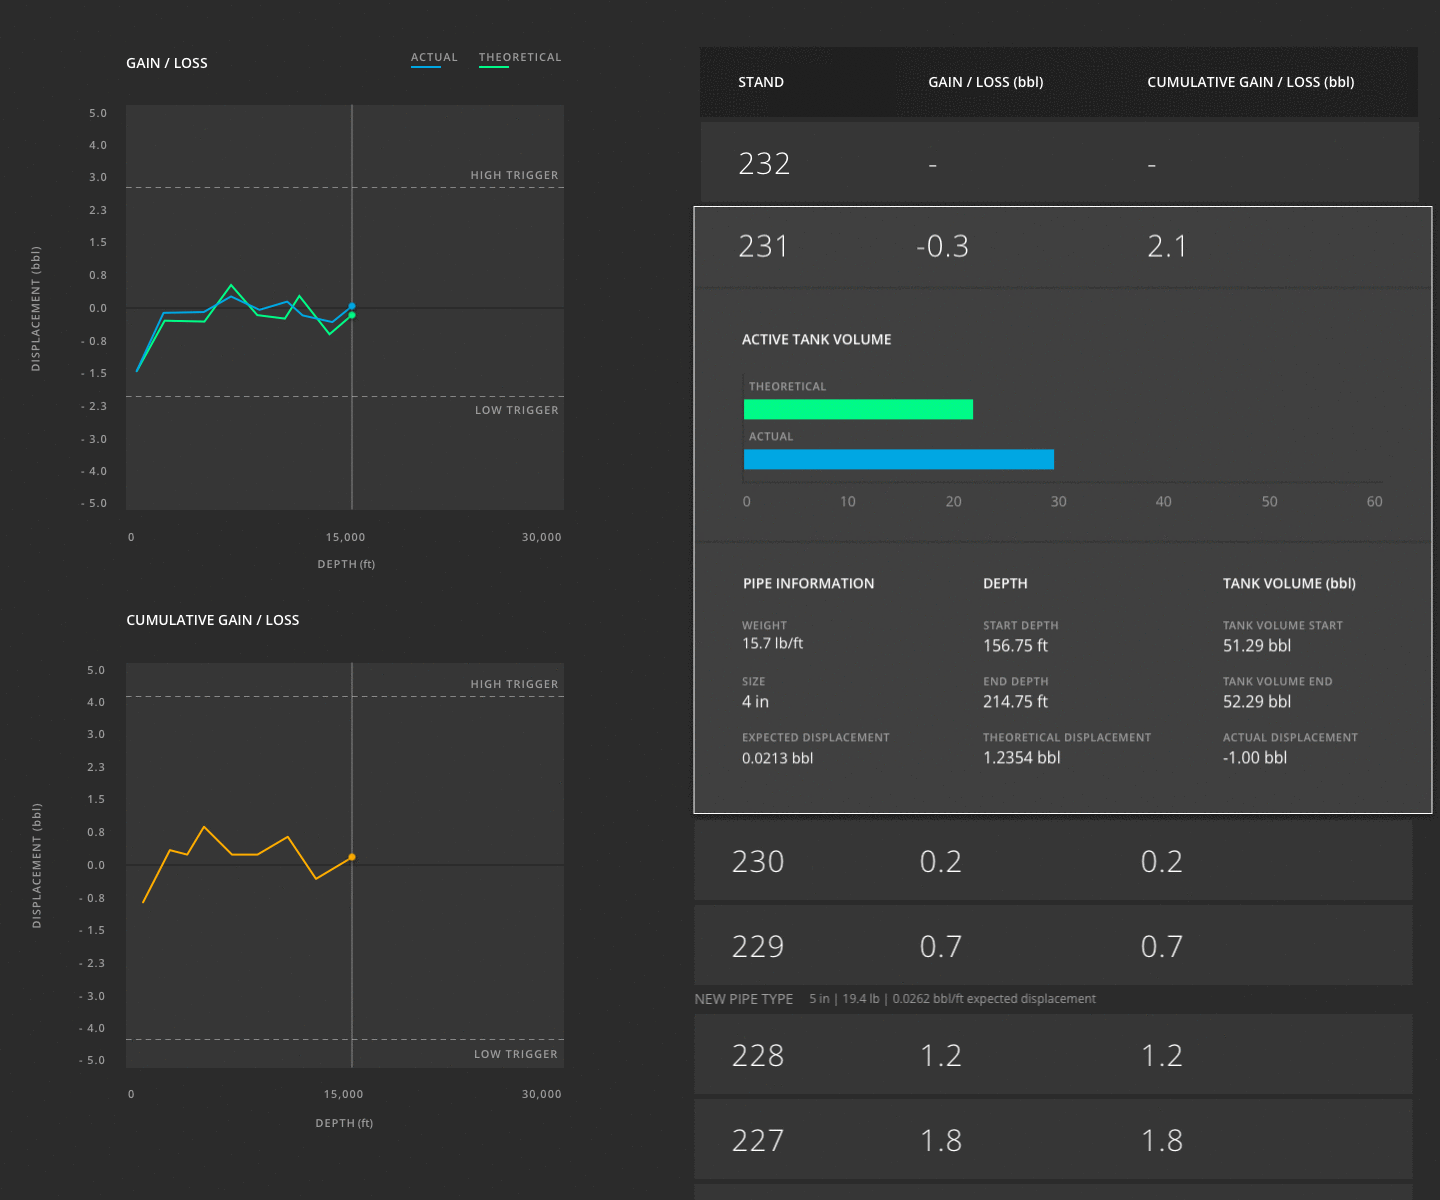 GAIN / LOSS
ACTUAL THEORETICAL
5.0
4.0
3.0
HIGH TRIGGER
2.3
1.5
0.8
0.0
- 0.8
- 1.5
- 2.3
LOW TRIGGER
- 3.0
- 4.0
- 5.0
DISPLACEMENT (bbl)
0 15,000 30,000
DEPTH (ft)
CUMULATIVE GAIN / LOSS
5.0
HIGH TRIGGER
4.0
3.0
2.3
1.5
0.8
0.0
- 0.8
- 1.5
- 2.3
- 3.0
- 4.0
LOW TRIGGER
- 5.0
DISPLACEMENT (bbl)
0 15,000 30,000
DEPTH (ft)
STAND GAIN / LOSS (bbl) CUMULATIVE GAIN / LOSS (bbl)
232 - -
231 -0.3 2.1
ACTIVE TANK VOLUME
THEORETICAL
ACTUAL
0 10 20 30 40 50 60
PIPE INFORMATION DEPTH TANK VOLUME (bbl)
WEIGHT START DEPTH TANK VOLUME START
15.7 lb/ft 156.75 ft 51.29 bbl
SIZE END DEPTH TANK VOLUME END
4 in 214.75 ft 52.29 bbl
EXPECTED DISPLACEMENT THEORETICAL DISPLACEMENT ACTUAL DISPLACEMENT
0.0213 bbl 1.2354 bbl -1.00 bbl
230 0.2 0.2
229 0.7 0.7
NEW PIPE TYPE 5 in | 19.4 lb | 0.0262 bbl/ft expected displacement
228 1.2 1.2
227 1.8 1.8